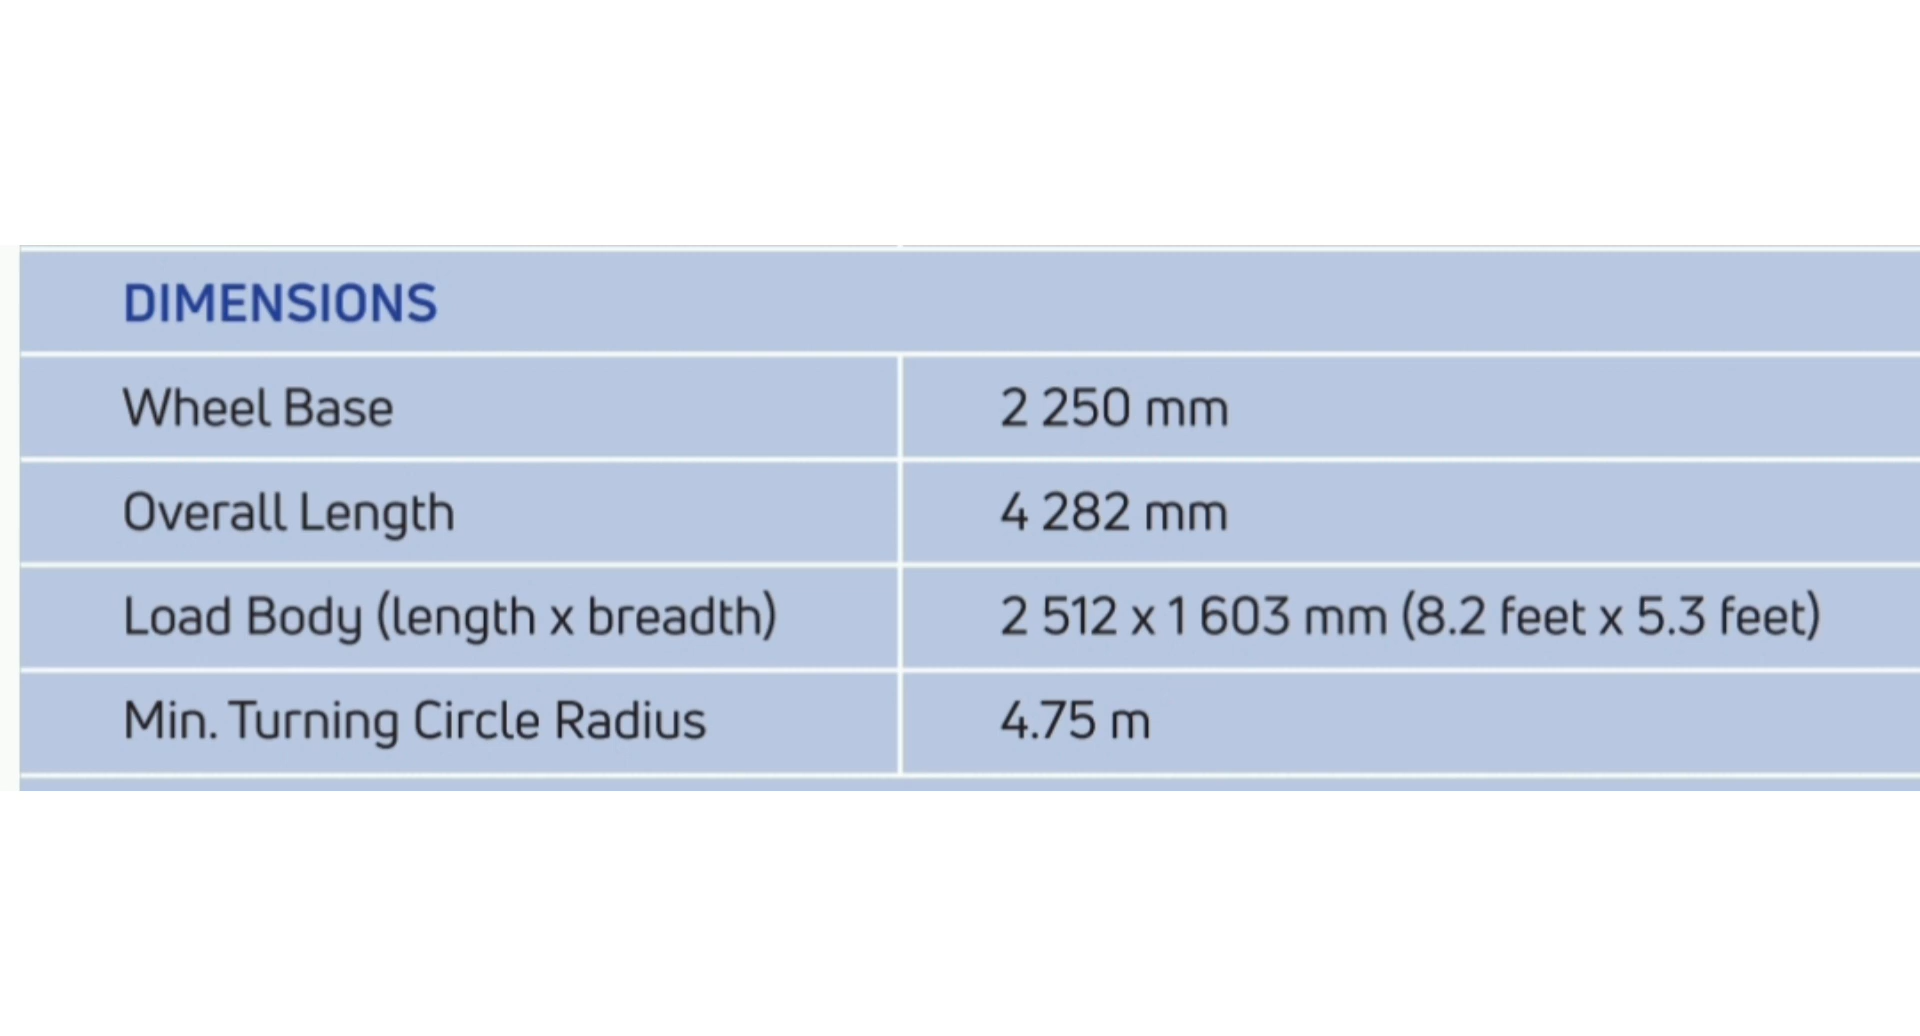 DIMENSIONS
Wheel Base 2 250 mm
Overall Length 4 282 mm
Load Body (length x breadth) 2 512 x 1 603 mm (8.2 feet x 5.3 feet)
Min. Turning Circle Radius 4.75 m